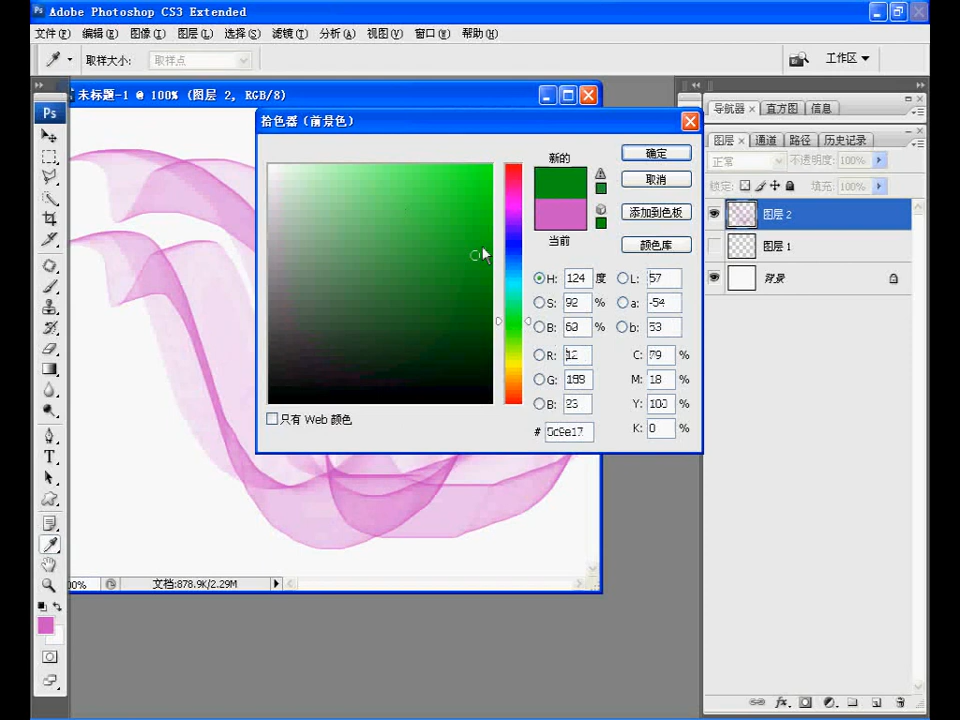 Adobe Photoshop CS3 Extended
文件(F) 编辑(E) 图像(I) 图层(L) 选择(S) 滤镜(T) 分析(A) 视图(V) 窗口(W) 帮助(H)
取样大小: 取样点 工作区
未标题-1 @ 100% (图层 2, RGB/8)
导航器 × 直方图 信息
拾色器(前景色)
图层 × 通道 路径 历史记录
新的
确定
正常 不透明度: 100%
取消
锁定: 填充: 100%
添加到色板
图层 2
当前
颜色库
图层 1
H: 124 度 L: 57
背景
S: 92 % a: -54
B: % b: 53
R: 12 C: 79 %
G: M: 18 %
B: 23 Y: 100 %
只有 Web 颜色
# K: 0 %
Ps
T
文档:878.9K/2.29M